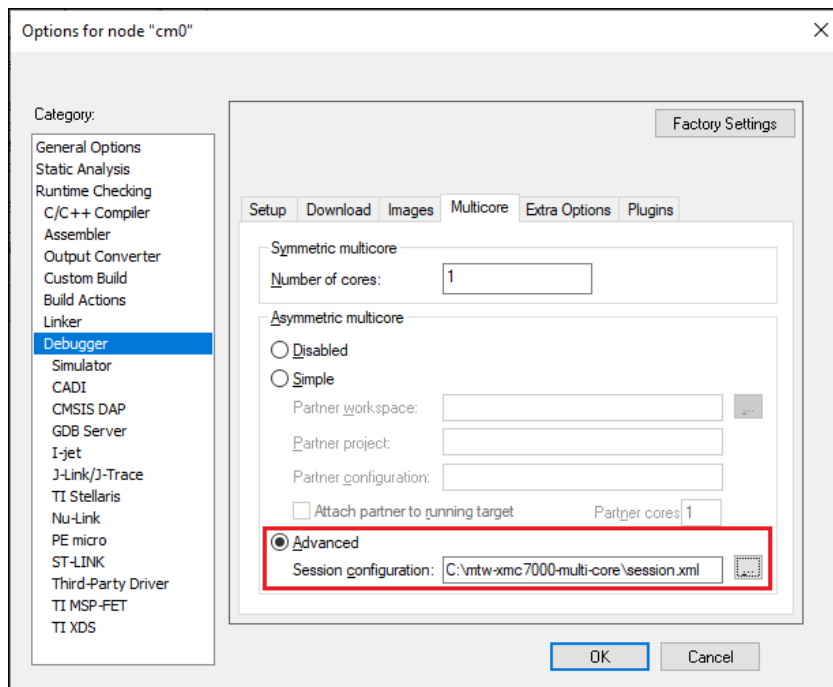 Options for node "cm0"
Category:
General Options
Static Analysis
Runtime Checking
C/C++ Compiler
Assembler
Output Converter
Custom Build
Build Actions
Linker
Debugger
Simulator
CADI
CMSIS DAP
GDB Server
I-jet
J-Link/J-Trace
TI Stellaris
Nu-Link
PE micro
ST-LINK
Third-Party Driver
TI MSP-FET
TI XDS
Factory Settings
Setup Download Images Multicore Extra Options Plugins
Symmetric multicore
Number of cores: 1
Asymmetric multicore
Disabled
Simple
Partner workspace: ...
Partner project:
Partner configuration:
Attach partner to running target Partner cores 1
Advanced
Session configuration: C:\mtw-xmc7000-multi-core\session.xml ...
OK Cancel